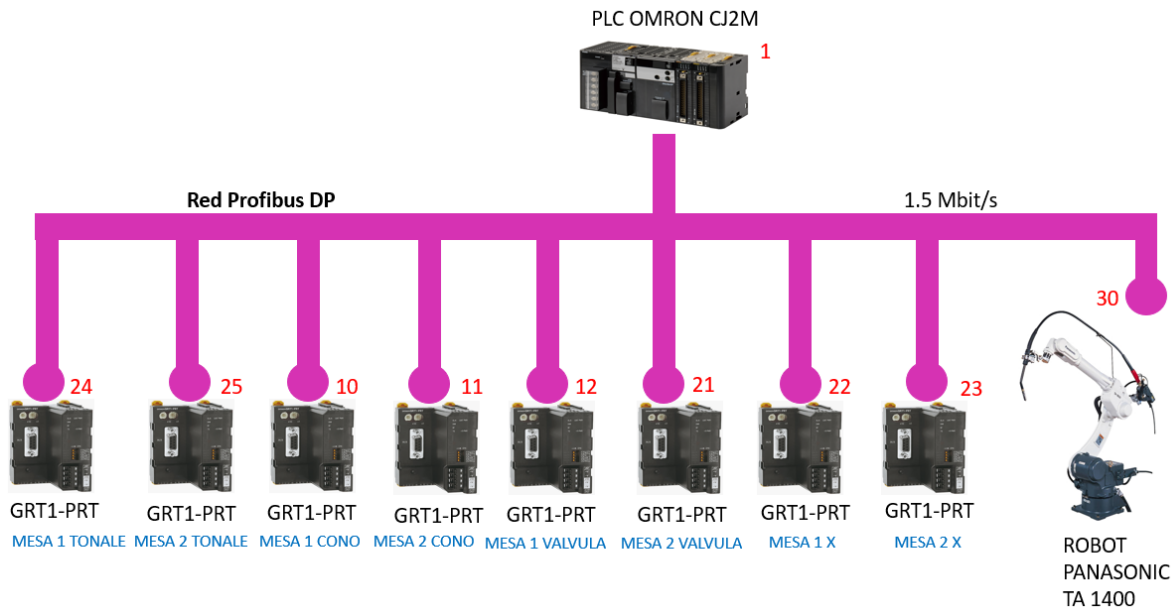 PLC OMRON CJ2M
1
Red Profibus DP
1.5 Mbit/s
30
24
25
10
11
12
21
22
23
GRT1-PRT
GRT1-PRT
GRT1-PRT
GRT1-PRT
GRT1-PRT
GRT1-PRT
GRT1-PRT
GRT1-PRT
MESA 1 TONALE
MESA 2 TONALE
MESA 1 CONO
MESA 2 CONO
MESA 1 VALVULA
MESA 2 VALVULA
MESA 1 X
MESA 2 X
ROBOT
PANASONIC
TA 1400